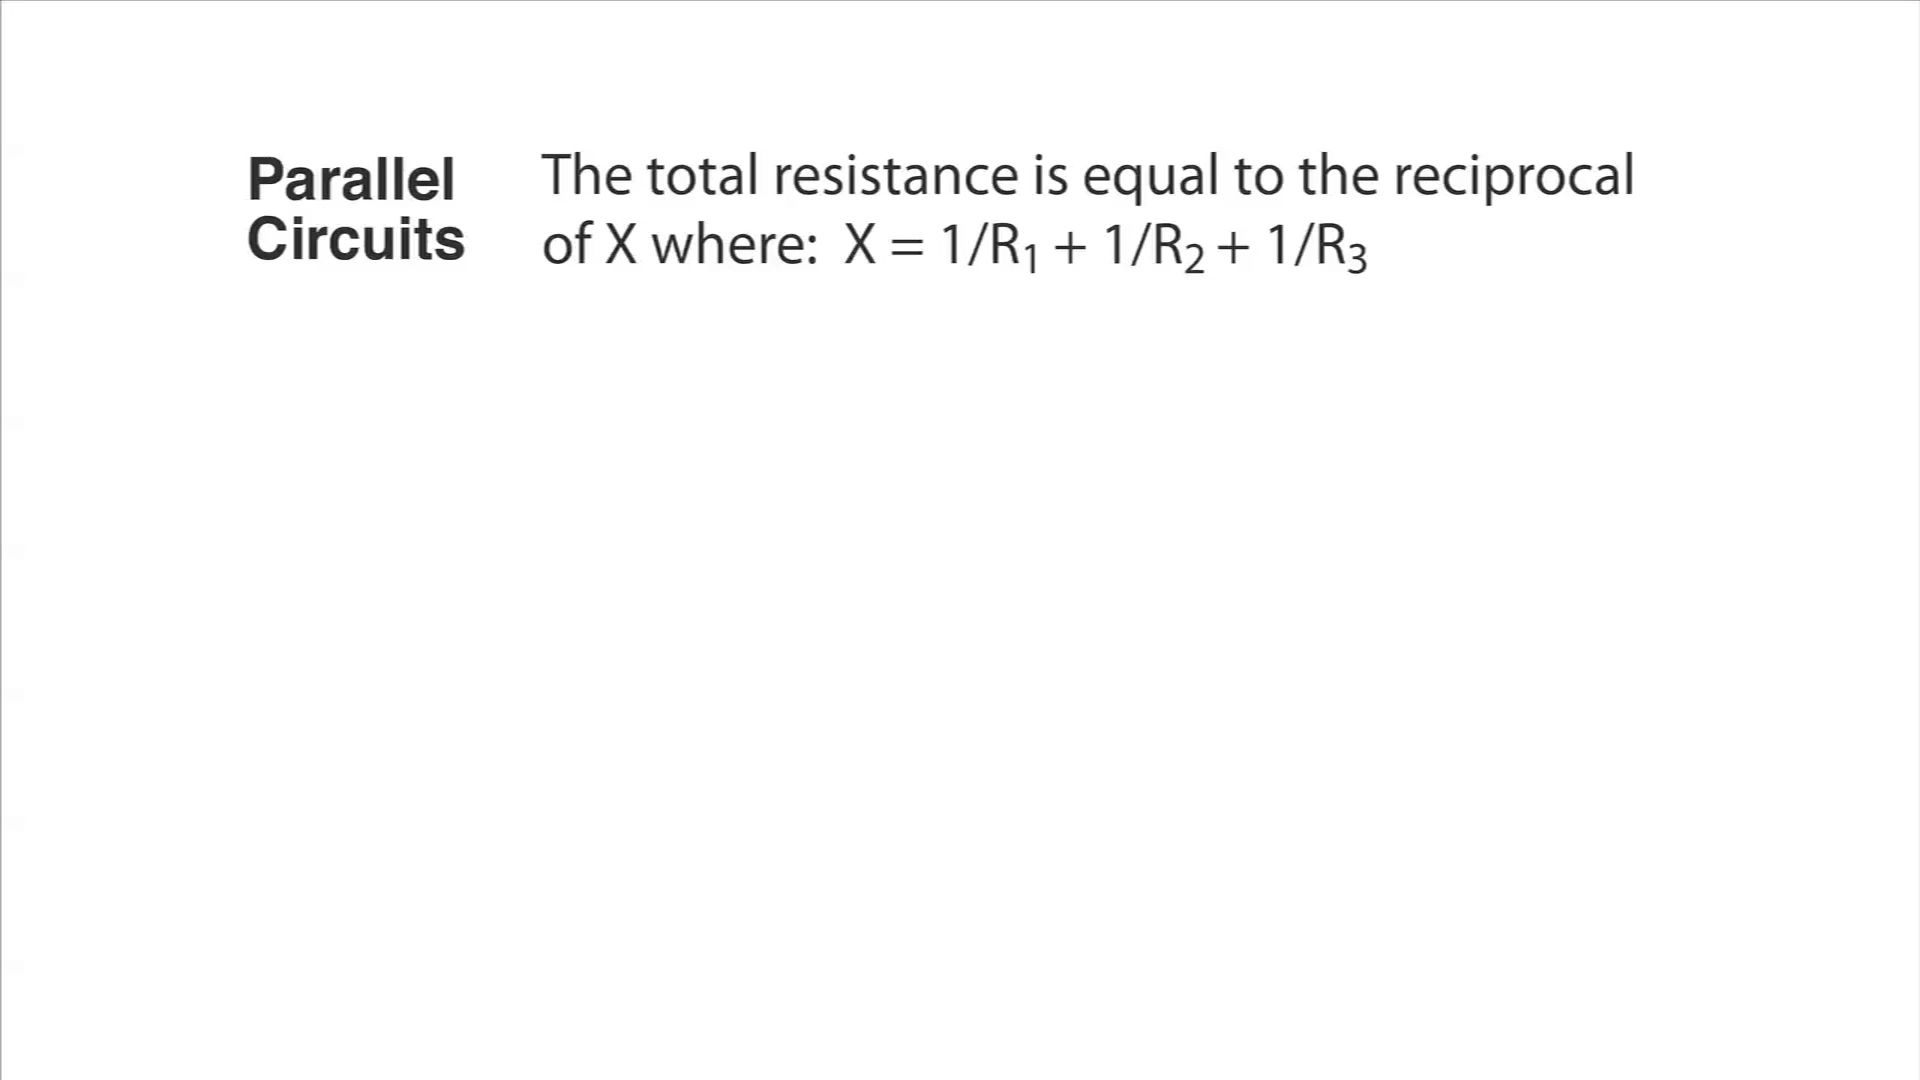 Parallel
Circuits
The total resistance is equal to the reciprocal
of X where: X = 1/R₁ + 1/R₂ + 1/R₃